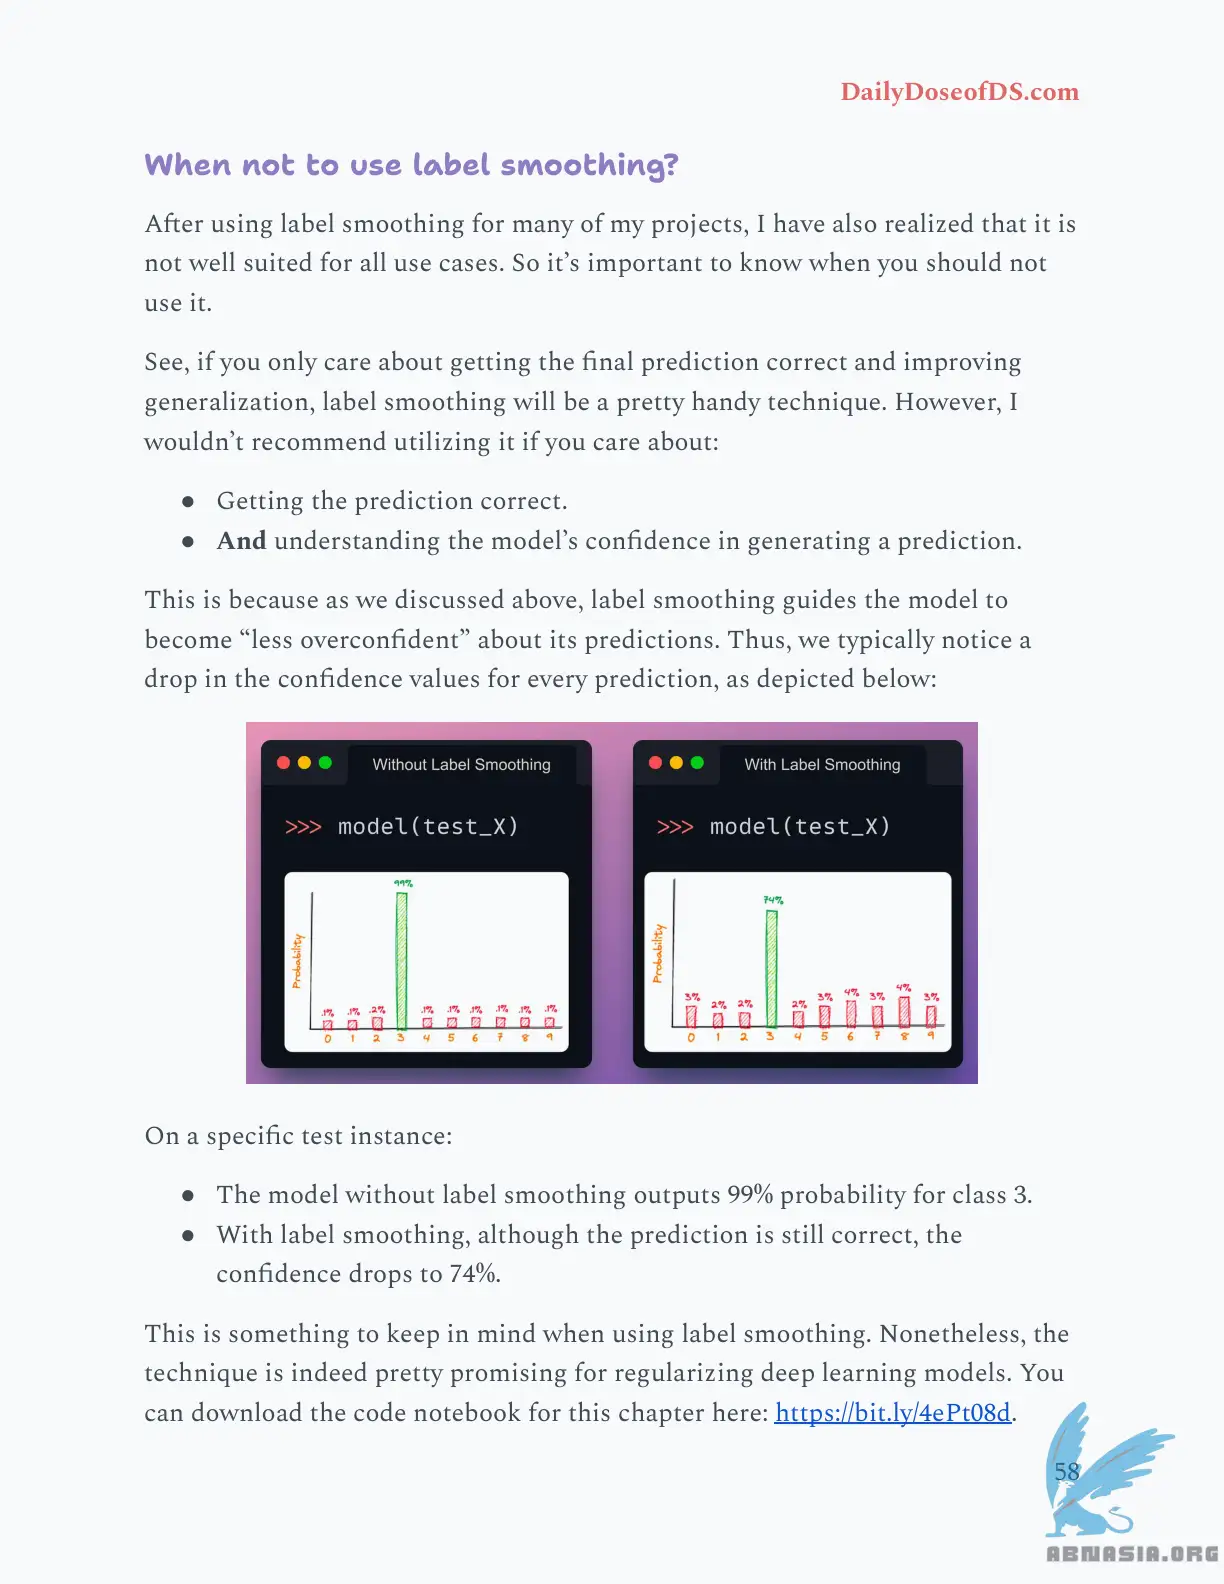 DailyDoseofDS.com
When not to use label smoothing?
After using label smoothing for many of my projects, I have also realized that it is
not well suited for all use cases. So it’s important to know when you should not
use it.
See, if you only care about getting the final prediction correct and improving
generalization, label smoothing will be a pretty handy technique. However, I
wouldn’t recommend utilizing it if you care about:
● Getting the prediction correct.
● And understanding the model’s confidence in generating a prediction.
This is because as we discussed above, label smoothing guides the model to
become “less overconfident” about its predictions. Thus, we typically notice a
drop in the confidence values for every prediction, as depicted below:
Without Label Smoothing
>>> model(test_X)
99%
Probability
.1% .1% .2% .1% .1% .1% .1% .1% .1%
0 1 2 3 4 5 6 7 8 9
With Label Smoothing
>>> model(test_X)
74%
Probability
3% 2% 2% 2% 3% 4% 3% 4% 3%
0 1 2 3 4 5 6 7 8 9
On a specific test instance:
● The model without label smoothing outputs 99% probability for class 3.
● With label smoothing, although the prediction is still correct, the
confidence drops to 74%.
This is something to keep in mind when using label smoothing. Nonetheless, the
technique is indeed pretty promising for regularizing deep learning models. You
can download the code notebook for this chapter here: https://bit.ly/4ePt08d.
58
ABNASIA.ORG